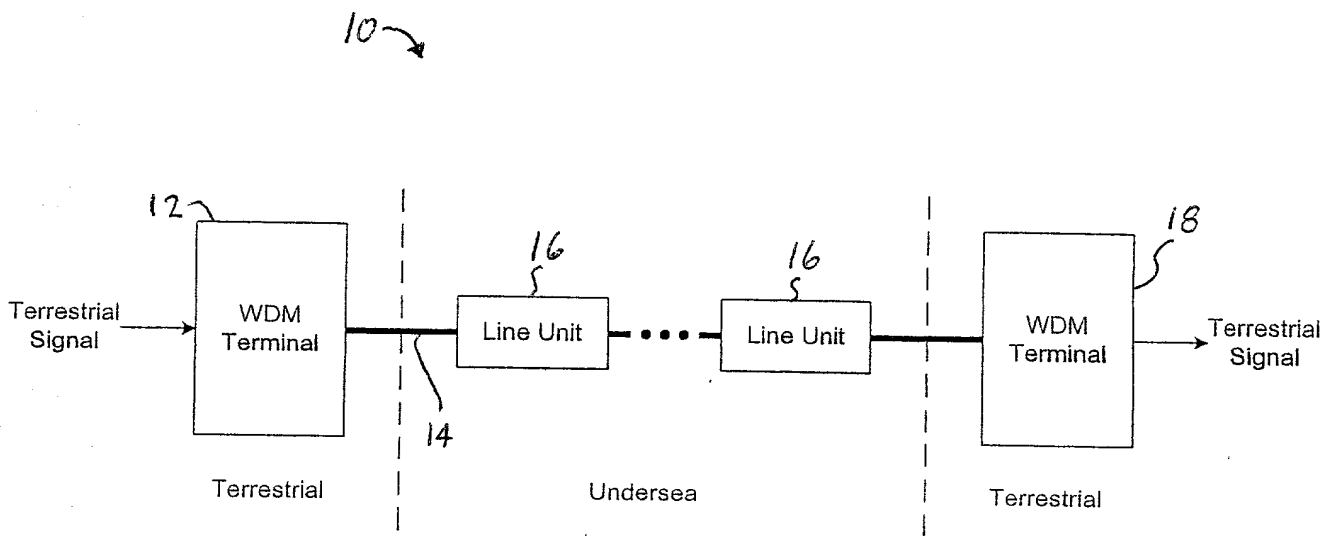 10
12
16
16
18
Terrestrial
Signal
WDM
Terminal
Line Unit
Line Unit
WDM
Terminal
Terrestrial
Signal
14
Terrestrial
Undersea
Terrestrial